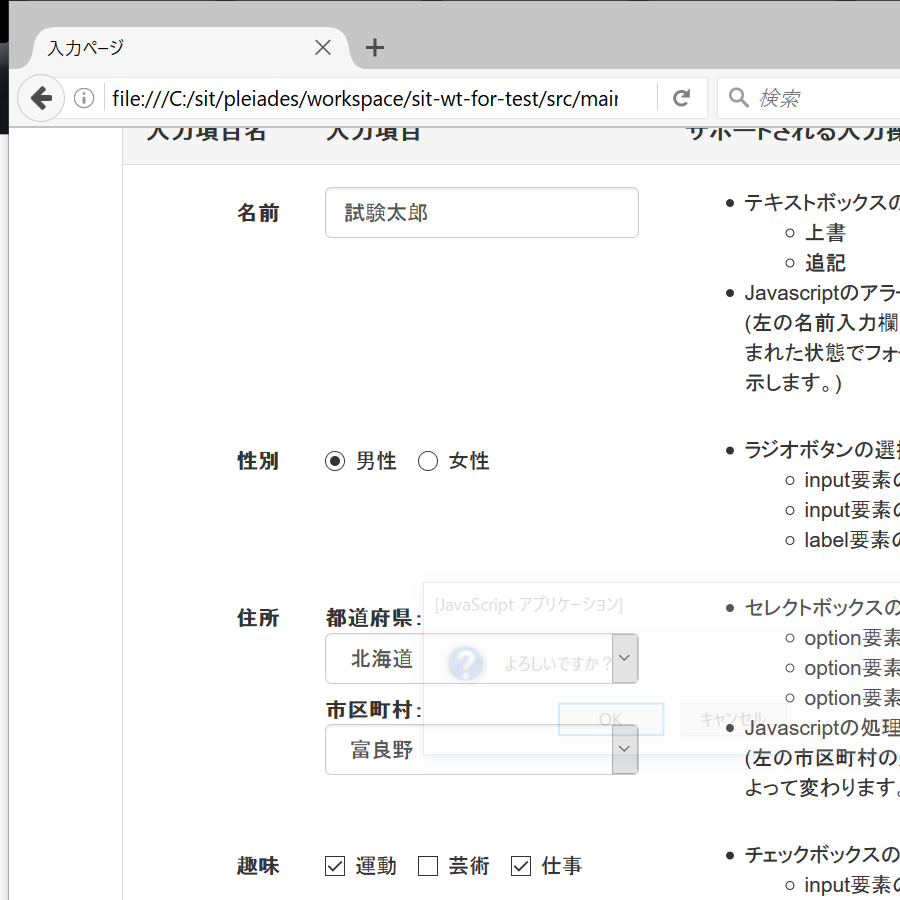 入力ページ
file:///C:/sit/pleiades/workspace/sit-wt-for-test/src/mair
検索
入力項目名 入力項目 サポートされる入力操
名前 試験太郎
テキストボックスの
上書
追記
Javascriptのアラー
(左の名前入力欄
まれた状態でフォー
示します。)
性別 男性 女性
ラジオボタンの選択
input要素の
input要素の
label要素の
住所 都道府県:
北海道
市区町村:
富良野
[JavaScript アプリケーション]
よろしいですか？
OK キャンセル
セレクトボックスの
option要素
option要素
option要素
Javascriptの処理
(左の市区町村の
よって変わります。
趣味 運動 芸術 仕事
チェックボックスの
input要素の